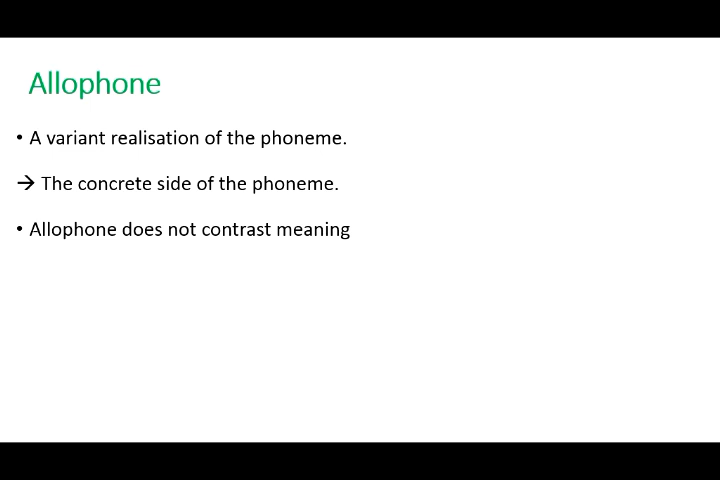 Allophone
• A variant realisation of the phoneme.
→ The concrete side of the phoneme.
• Allophone does not contrast meaning